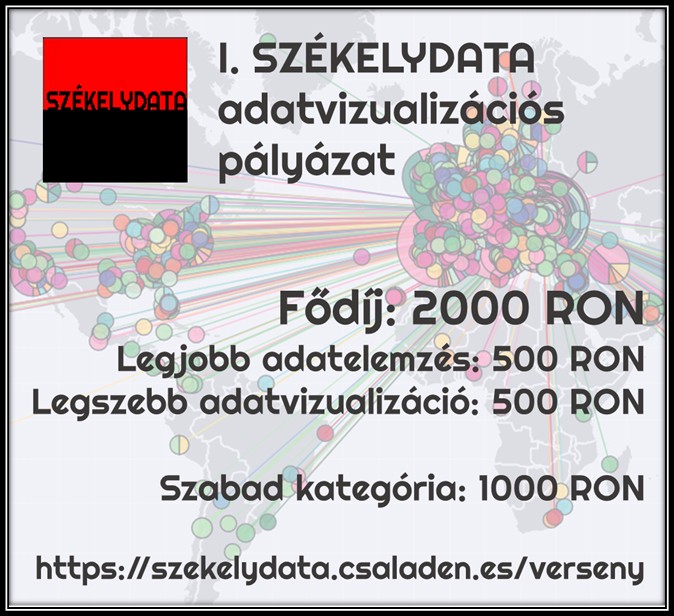 SZÉKELYDATA
I. SZÉKELYDATA
adatvizualizációs
pályázat
Fődíj: 2000 RON
Legjobb adatelemzés: 500 RON
Legszebb adatvizualizáció: 500 RON
Szabad kategória: 1000 RON
https://szekelydata.csaladen.es/verseny